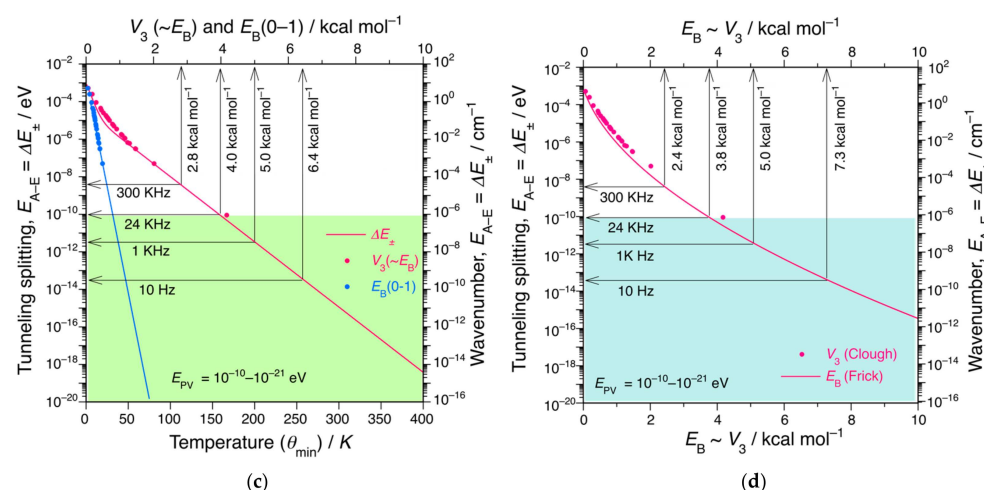 V3 (~EB) and EB(0–1) / kcal mol−1
0 2 4 6 8 10
10−2
10−4
10−6
10−8
10−10
10−12
10−14
10−16
10−18
10−20
Tunneling splitting, EA–E = ΔE± / eV
2.8 kcal mol−1
4.0 kcal mol−1
5.0 kcal mol−1
6.4 kcal mol−1
300 KHz
24 KHz
1 KHz
10 Hz
ΔE±
V3(~EB)
EB(0-1)
EPV = 10−10–10−21 eV
10 2
10 0
10−2
10−4
10−6
10−8
10−10
10−12
10−14
10−16
Wavenumber, EA–E = ΔE± / cm−1
0 50 100 150 200 250 300 350 400
Temperature (θmin) / K
(c)
EB ~ V3 / kcal mol−1
0 2 4 6 8 10
10−2
10−4
10−6
10−8
10−10
10−12
10−14
10−16
10−18
10−20
Tunneling splitting, EA–E = ΔE± / eV
2.4 kcal mol−1
3.8 kcal mol−1
5.0 kcal mol−1
7.3 kcal mol−1
300 KHz
24 KHz
1K Hz
10 Hz
V3 (Clough)
EB (Frick)
EPV = 10−10–10−21 eV
10 2
10 0
10−2
10−4
10−6
10−8
10−10
10−12
10−14
10−16
0 2 4 6 8 10
EB ~ V3 / kcal mol−1
(d)